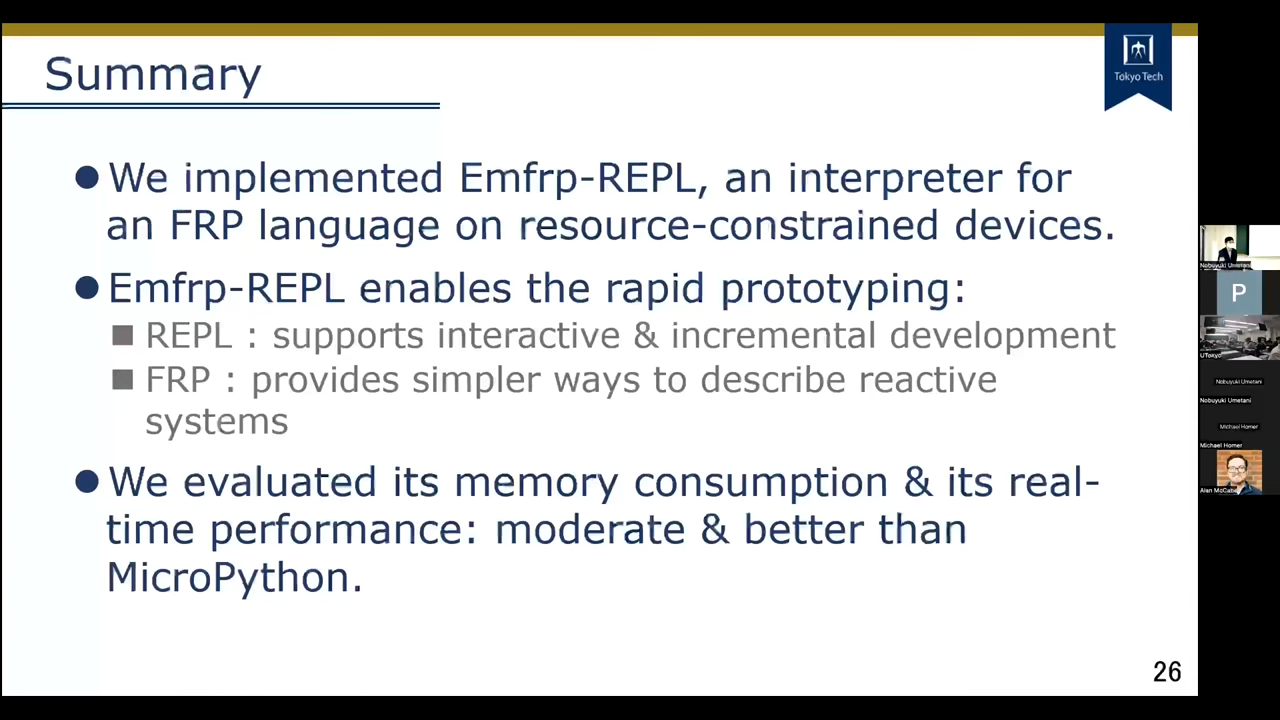 Summary
Tokyo Tech
We implemented Emfrp-REPL, an interpreter for
an FRP language on resource-constrained devices.
Emfrp-REPL enables the rapid prototyping:
REPL : supports interactive & incremental development
FRP : provides simpler ways to describe reactive
systems
We evaluated its memory consumption & its real-
time performance: moderate & better than
MicroPython.
26
Nobuyuki Umetani
P
UTokyo
Nobuyuki Umetani
Nobuyuki Umetani
Michael Homer
Michael Homer
Alan McCabe